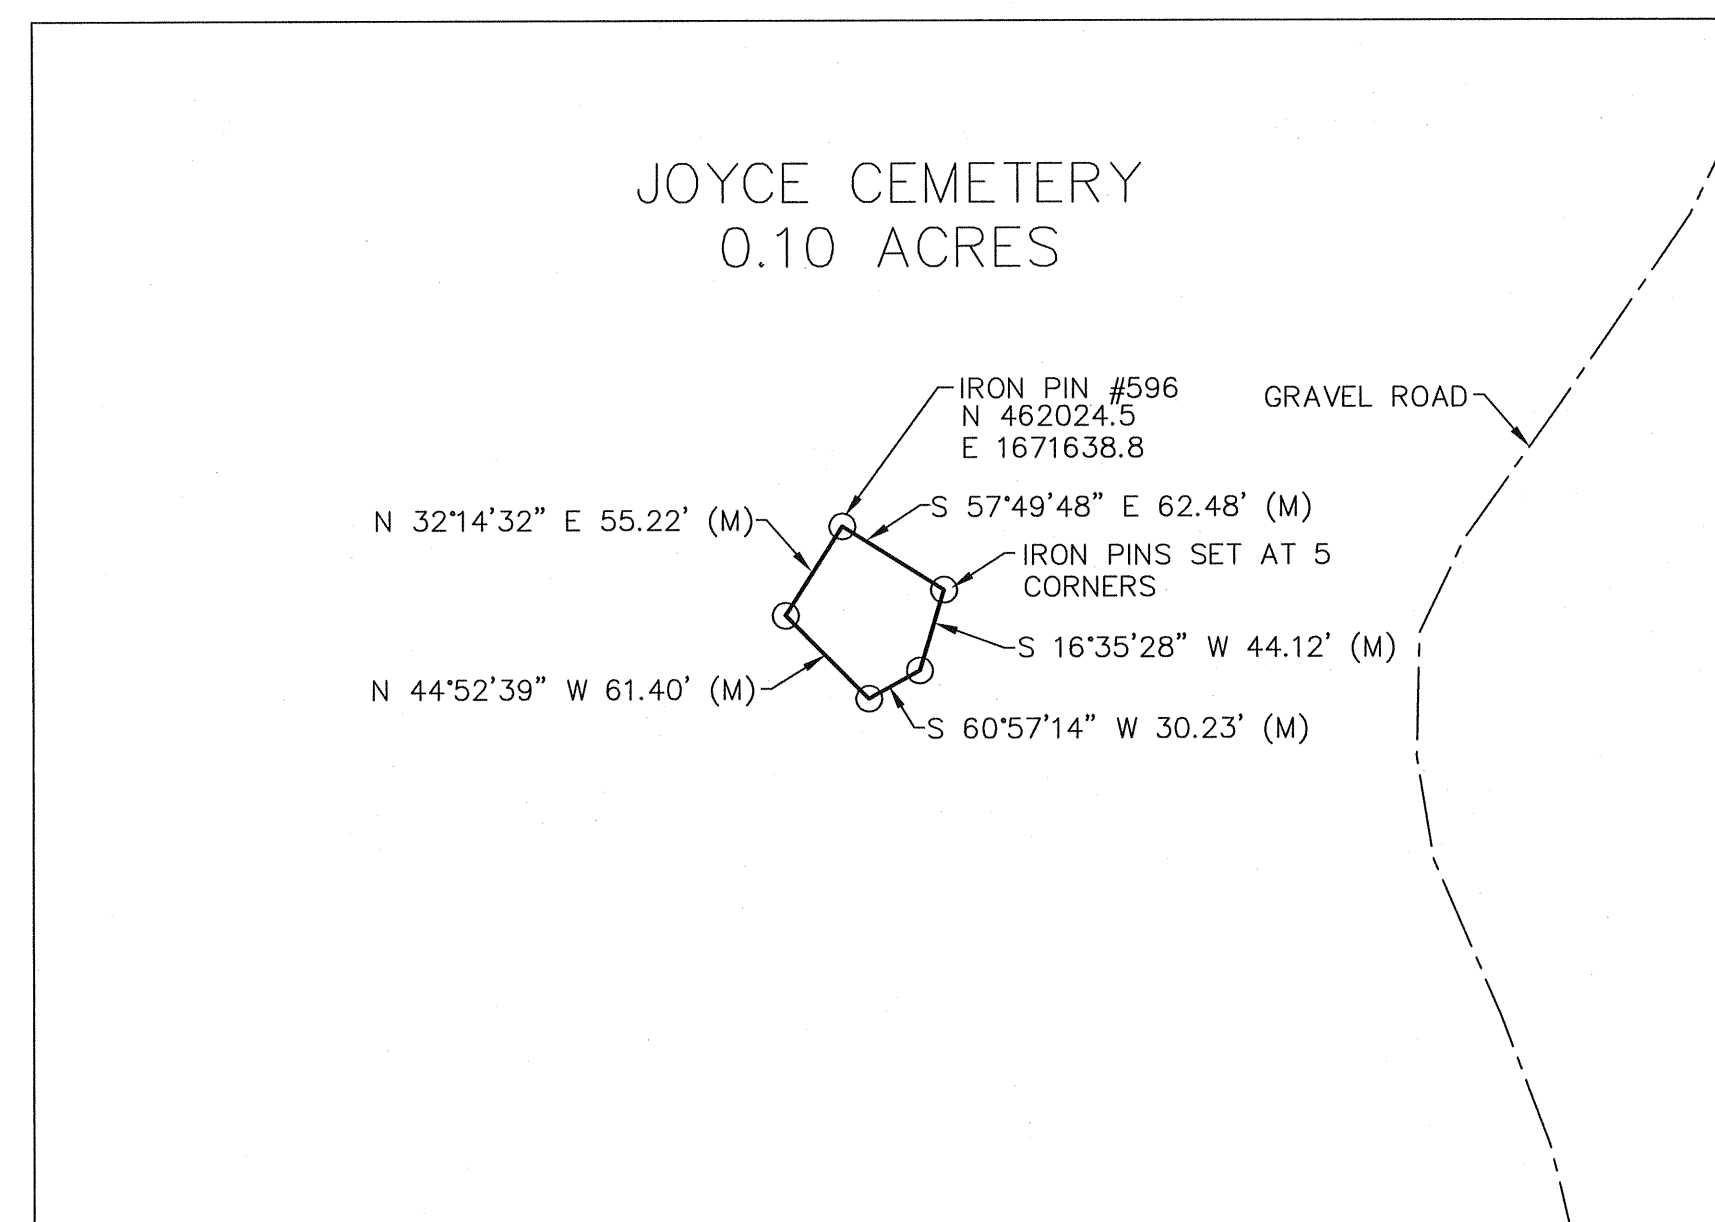 JOYCE CEMETERY
0.10 ACRES
IRON PIN #596
N 462024.5
E 1671638.8
GRAVEL ROAD
N 32°14'32" E 55.22' (M)
S 57°49'48" E 62.48' (M)
IRON PINS SET AT 5
CORNERS
S 16°35'28" W 44.12' (M)
N 44°52'39" W 61.40' (M)
S 60°57'14" W 30.23' (M)